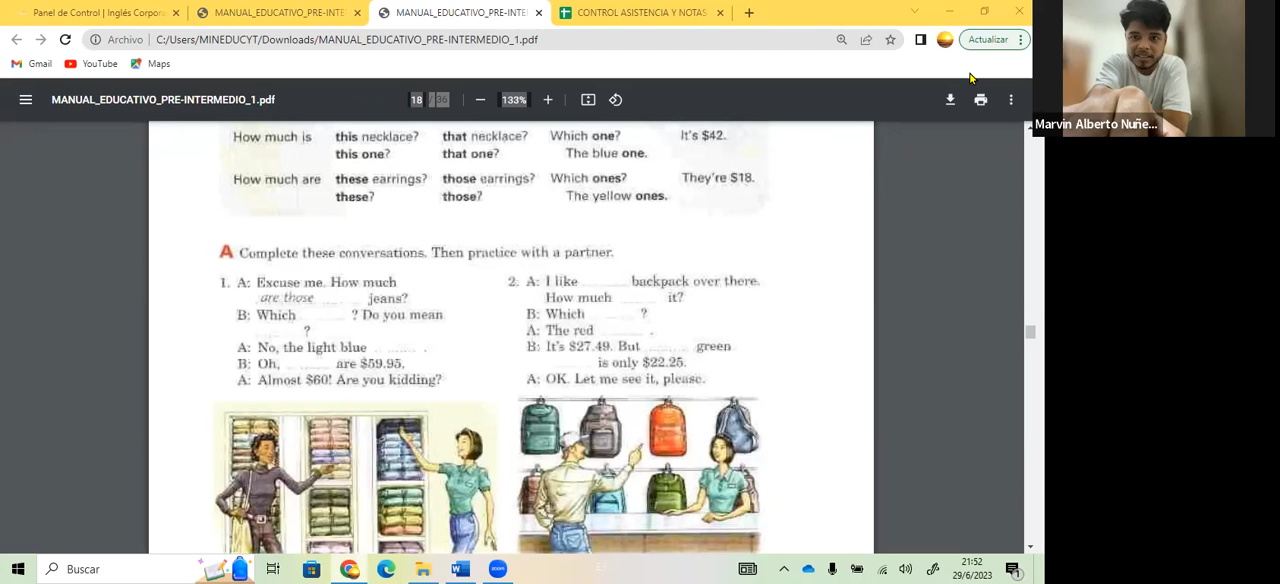 Panel de Control | Inglés Corpora
MANUAL_EDUCATIVO_PRE-INTE
MANUAL_EDUCATIVO_PRE-INTE
CONTROL ASISTENCIA Y NOTAS
Archivo
C:/Users/MINEDUCYT/Downloads/MANUAL_EDUCATIVO_PRE-INTERMEDIO_1.pdf
Actualizar
Gmail
YouTube
Maps
MANUAL_EDUCATIVO_PRE-INTERMEDIO_1.pdf
18 / 36
133%
Marvin Alberto Nuñe...
How much is this necklace? that necklace? Which one? It's $42.
this one? that one? The blue one.
How much are these earrings? those earrings? Which ones? They're $18.
these? those? The yellow ones.
A Complete these conversations. Then practice with a partner.
1. A: Excuse me. How much
are those jeans?
B: Which ? Do you mean
?
A: No, the light blue .
B: Oh, are $59.95.
A: Almost $60! Are you kidding?
2. A: I like backpack over there.
How much it?
B: Which ?
A: The red .
B: It's $27.49. But green
is only $22.25.
A: OK. Let me see it, please.
Buscar
21:52
29/6/2023